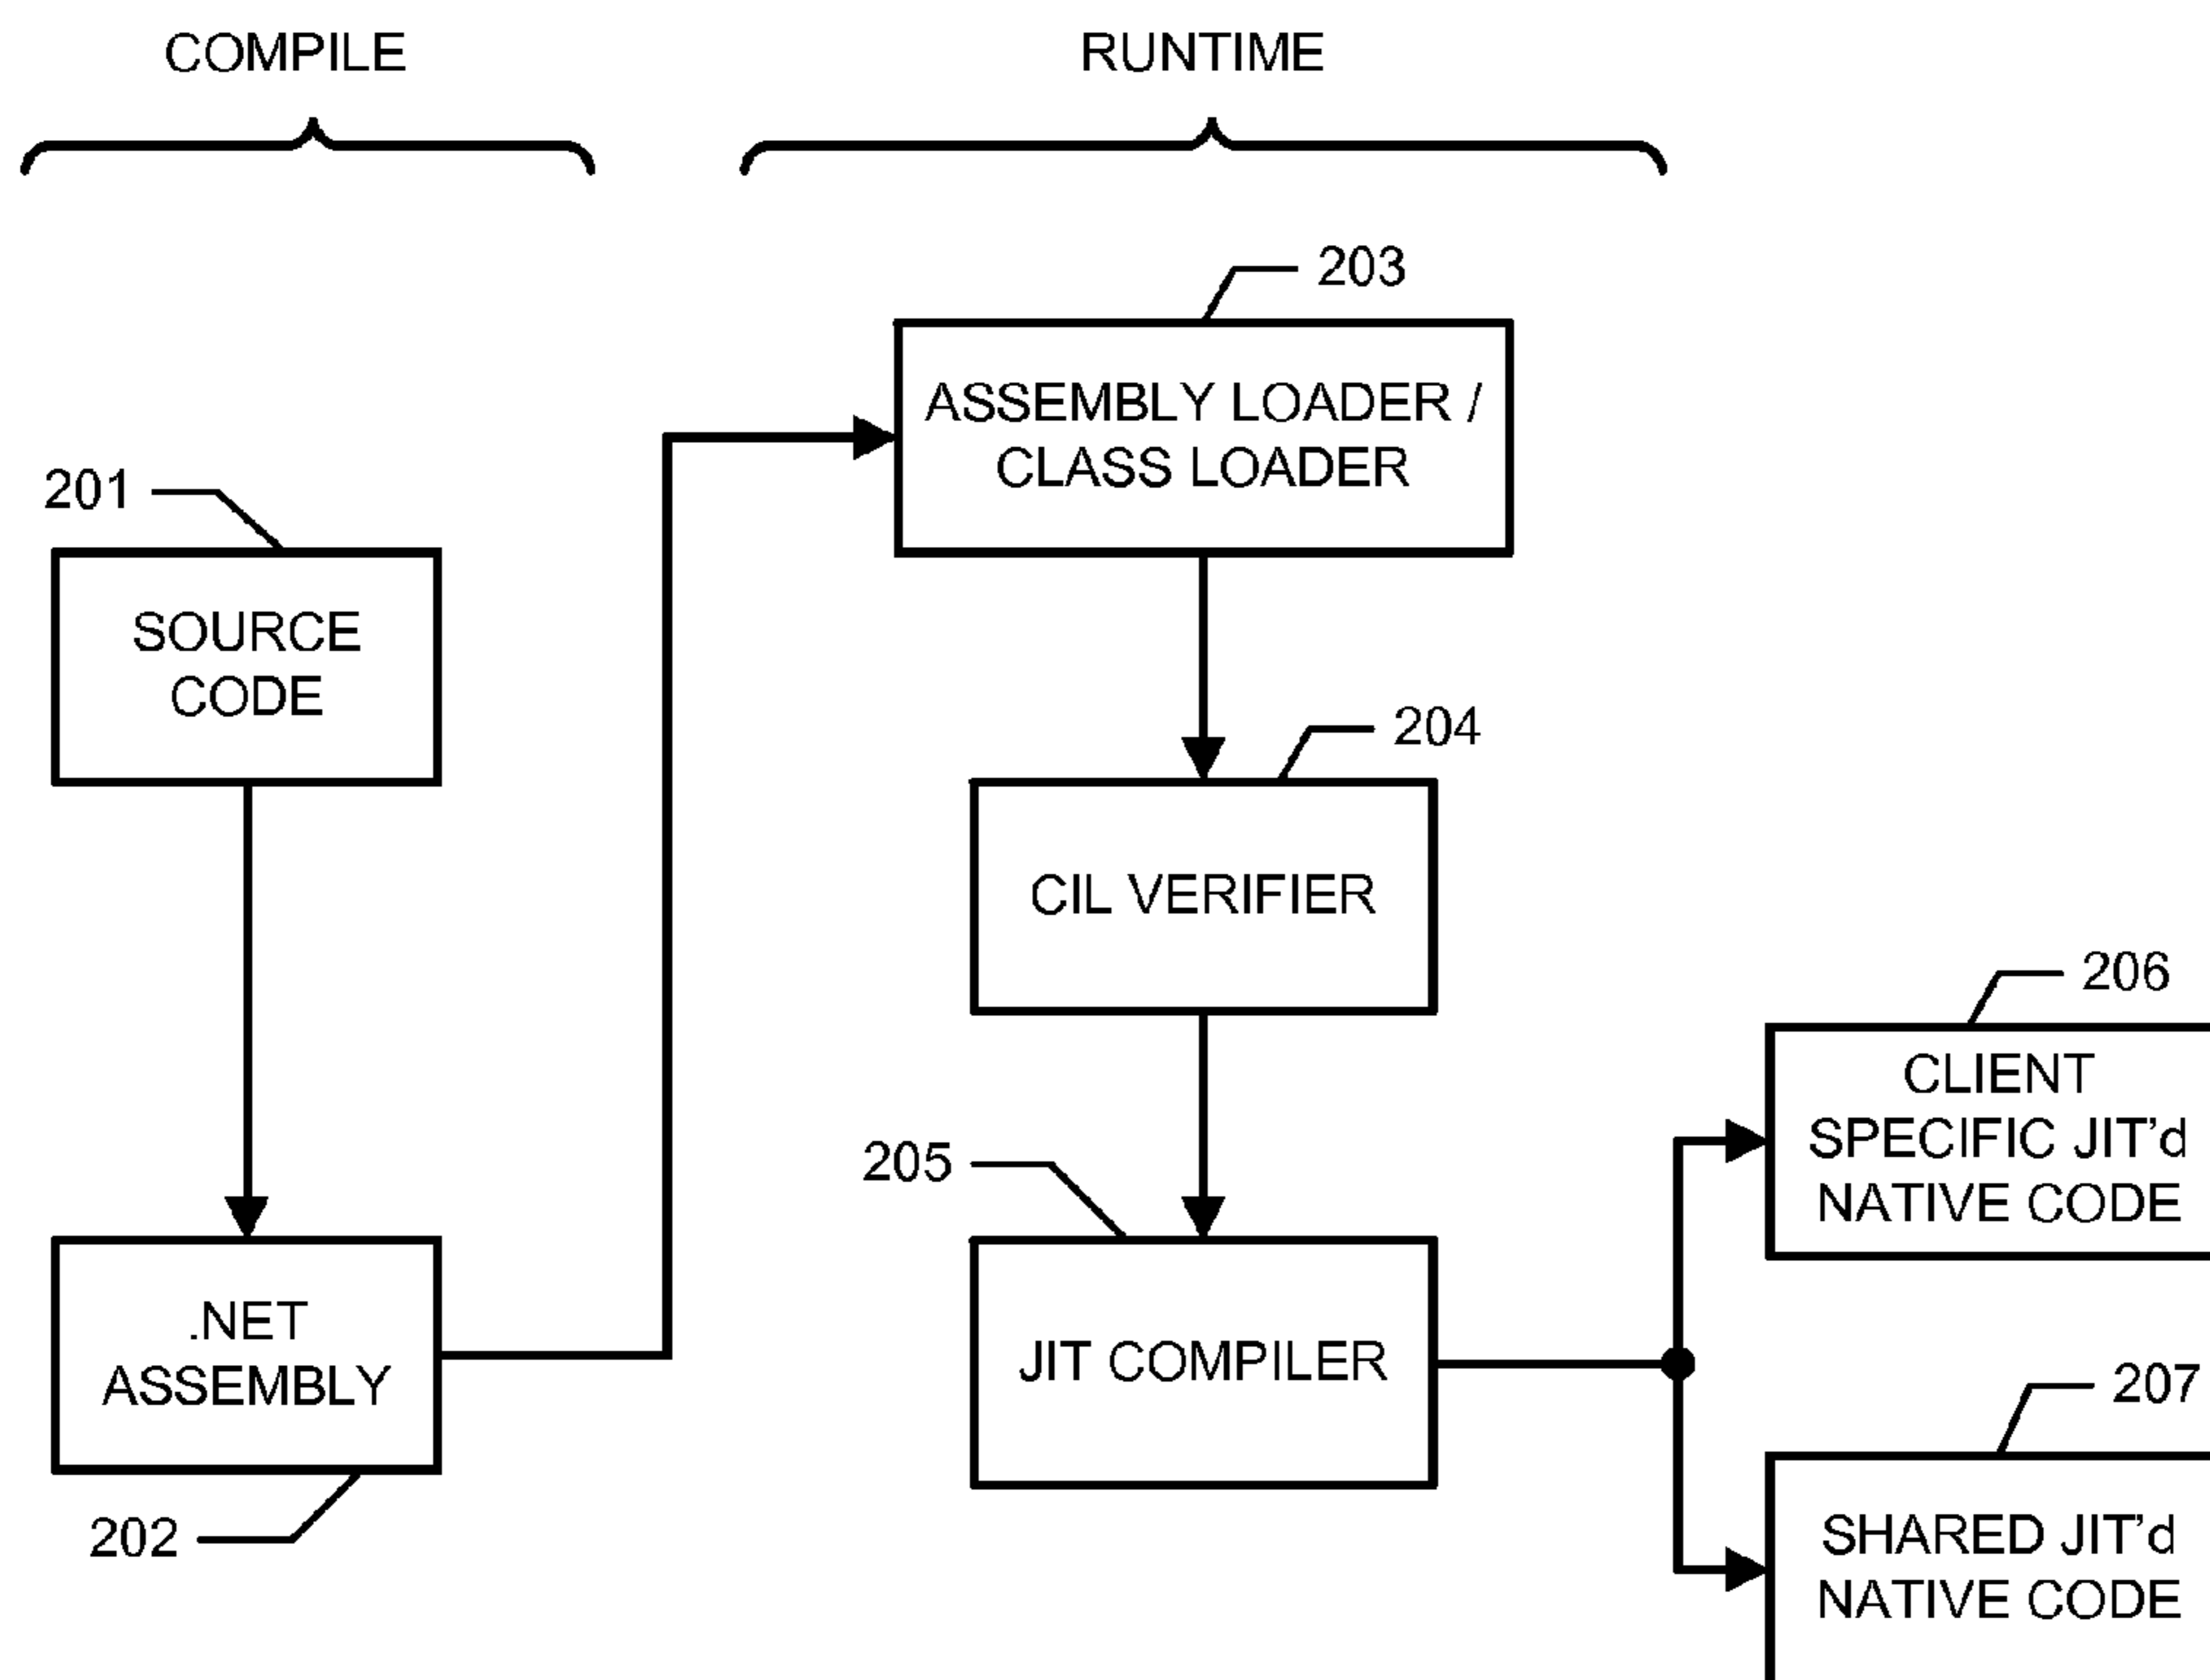 COMPILE
RUNTIME
203
ASSEMBLY LOADER /
CLASS LOADER
201
SOURCE
CODE
204
CIL VERIFIER
206
CLIENT
SPECIFIC JIT'd
NATIVE CODE
205
JIT COMPILER
.NET
ASSEMBLY
202
207
SHARED JIT'd
NATIVE CODE